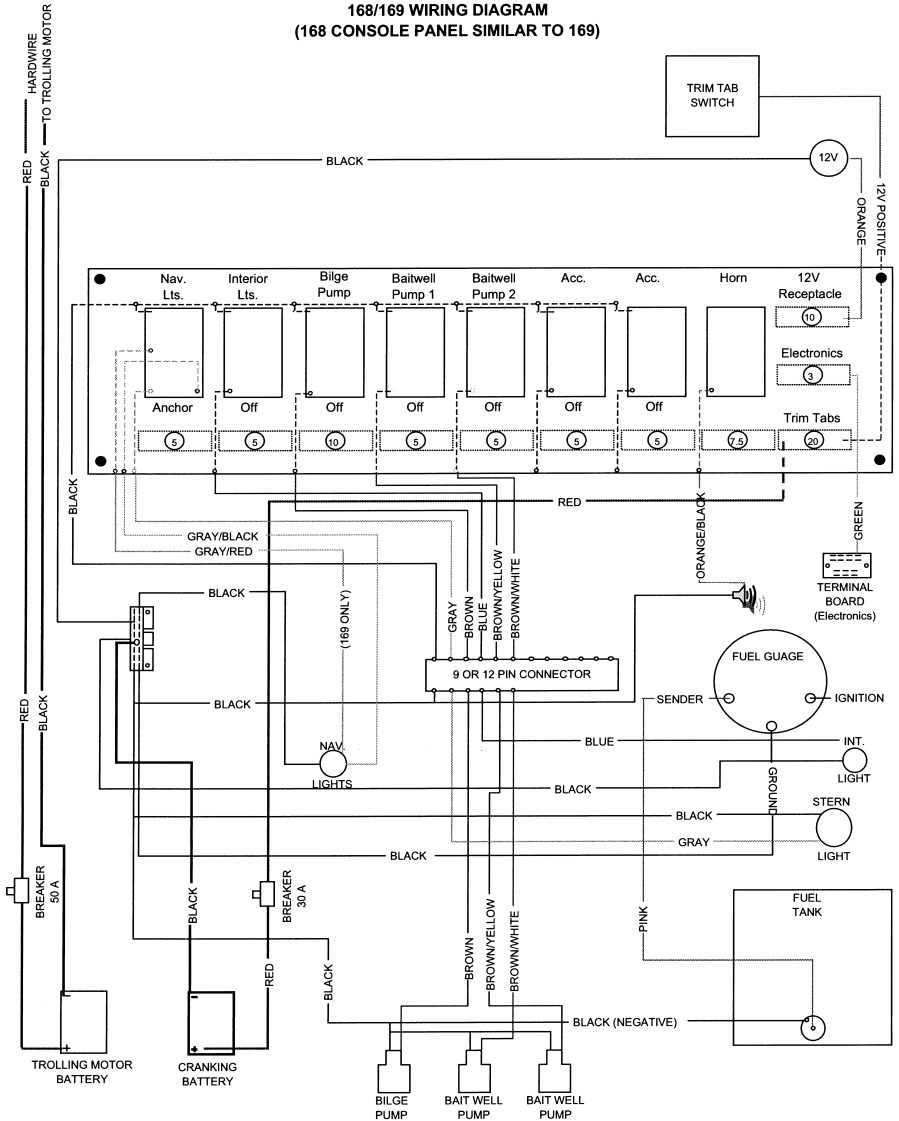 168/169 WIRING DIAGRAM
(168 CONSOLE PANEL SIMILAR TO 169)
HARDWIRE
TO TROLLING MOTOR
TRIM TAB
SWITCH
RED
BLACK
BLACK
12V
12V POSITIVE
ORANGE
Nav.
Lts.
Interior
Lts.
Bilge
Pump
Baitwell
Pump 1
Baitwell
Pump 2
Acc.
Acc.
Horn
12V
Receptacle
10
Electronics
3
Anchor
Off
Off
Off
Off
Off
Off
Trim Tabs
5
5
10
5
5
5
5
7.5
20
BLACK
RED
ORANGE/BLACK
GREEN
GRAY/BLACK
GRAY/RED
(169 ONLY)
GRAY
BROWN
BLUE
BROWN/YELLOW
BROWN/WHITE
TERMINAL
BOARD
(Electronics)
BLACK
9 OR 12 PIN CONNECTOR
FUEL GUAGE
SENDER
IGNITION
RED
BLACK
BLACK
NAV.
LIGHTS
BLUE
INT.
LIGHT
GROUND
BLACK
BLACK
STERN
LIGHT
GRAY
BLACK
BREAKER
50 A
BLACK
BREAKER
30 A
RED
BLACK
BROWN
BROWN/YELLOW
BROWN/WHITE
PINK
FUEL
TANK
BLACK (NEGATIVE)
TROLLING MOTOR
BATTERY
CRANKING
BATTERY
BILGE
PUMP
BAIT WELL
PUMP
BAIT WELL
PUMP